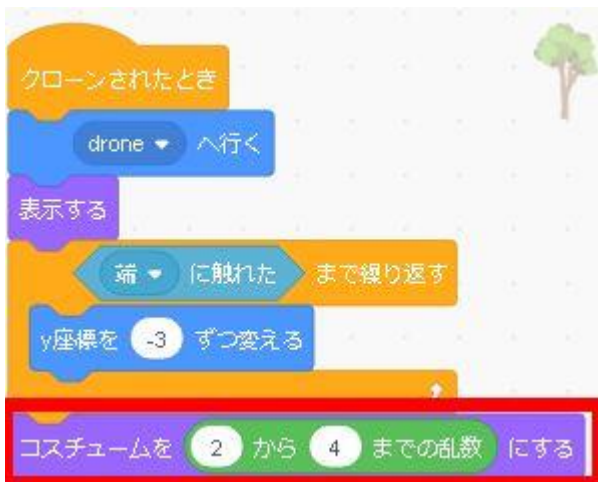 クローンされたとき
drone へ行く
表示する
端 に触れた まで繰り返す
y座標を -3 ずつ変える
コスチュームを 2 から 4 までの乱数 にする